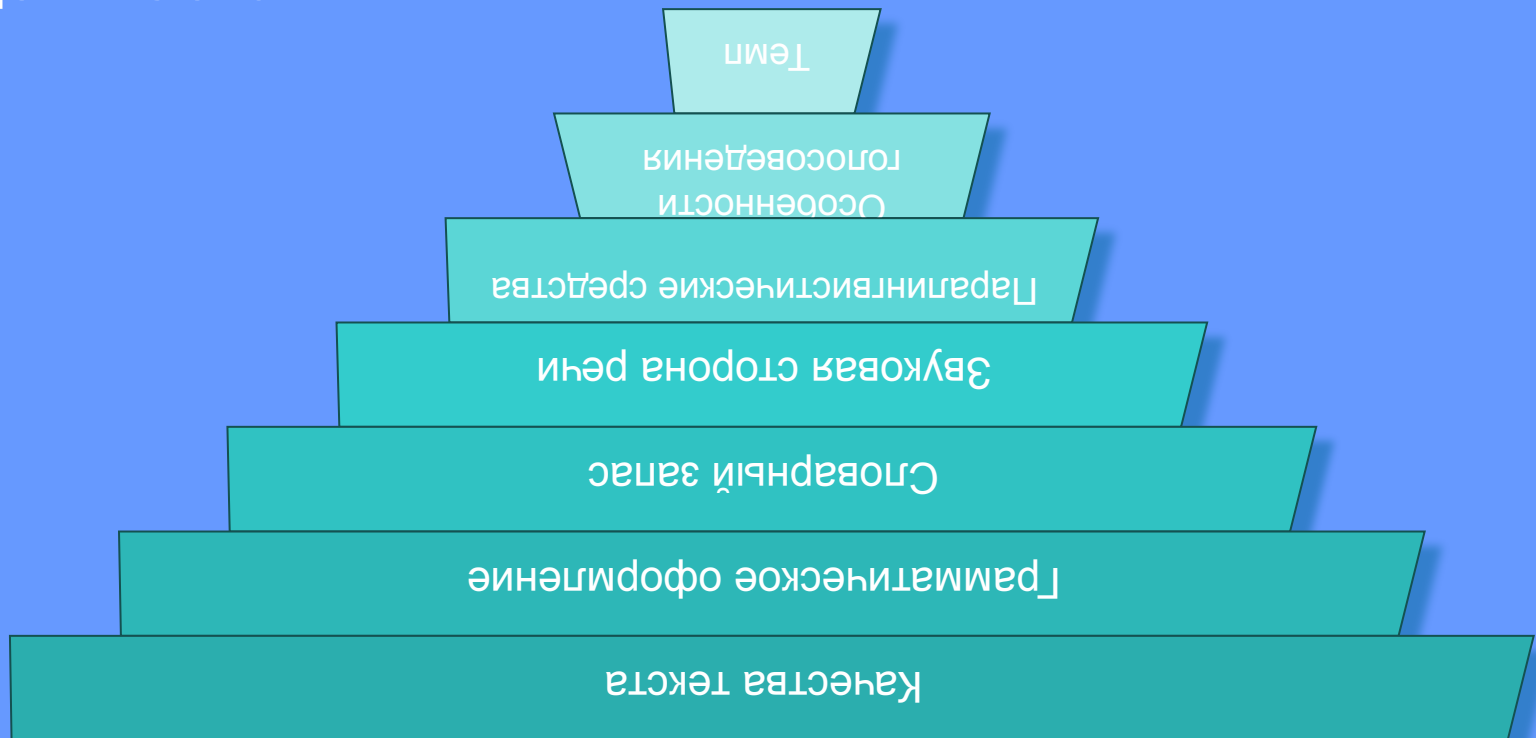 Качества текста
Грамматическое оформление
Словарный запас
Звуковая сторона речи
Паралингвистические средства
Особенности
голосоведения
Темп